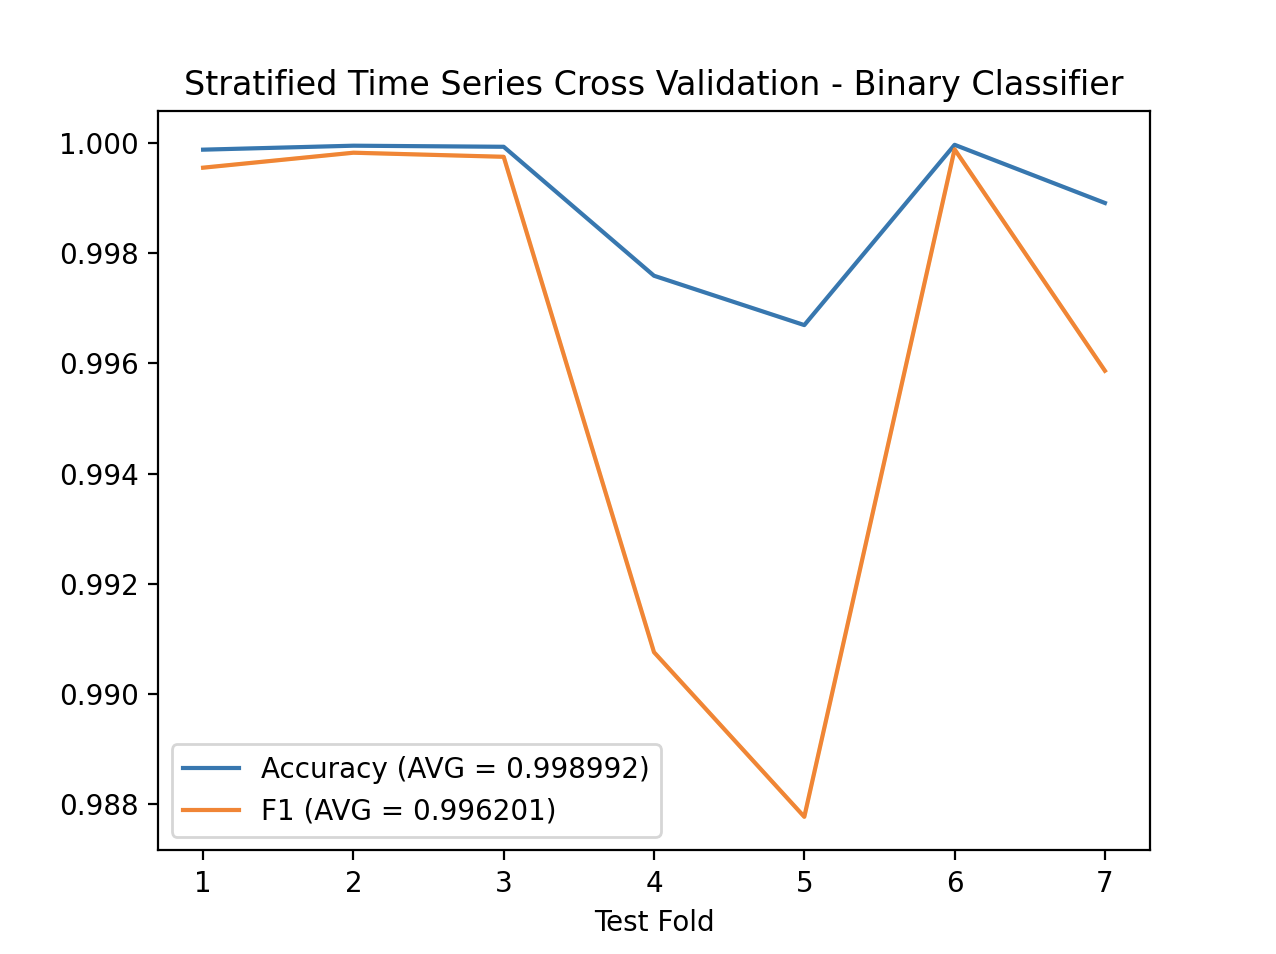 Stratified Time Series Cross Validation - Binary Classifier
1.000
0.998
0.996
0.994
0.992
0.990
0.988
Accuracy (AVG = 0.998992)
F1 (AVG = 0.996201)
1 2 3 4 5 6 7
Test Fold